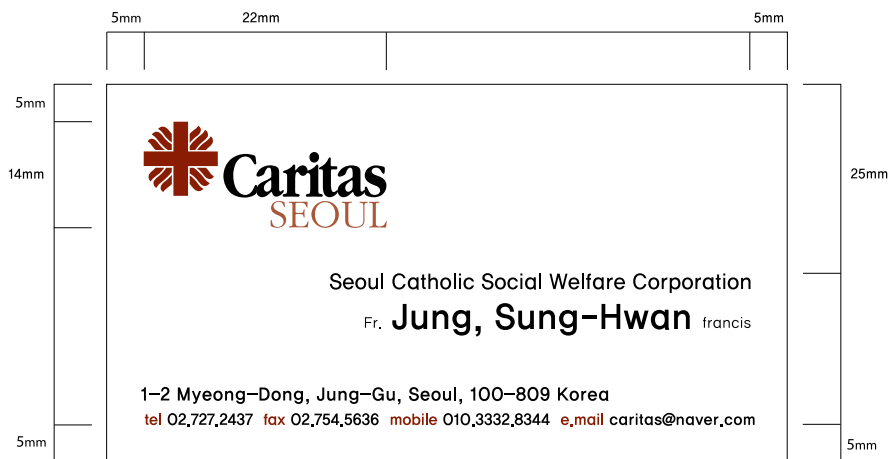 5mm 22mm 5mm
5mm
14mm
25mm
Caritas
SEOUL
Seoul Catholic Social Welfare Corporation
Fr. Jung, Sung-Hwan francis
1-2 Myeong-Dong, Jung-Gu, Seoul, 100-809 Korea
tel 02.727.2437 fax 02.754.5636 mobile 010.3332.8344 e.mail caritas@naver.com
5mm 5mm